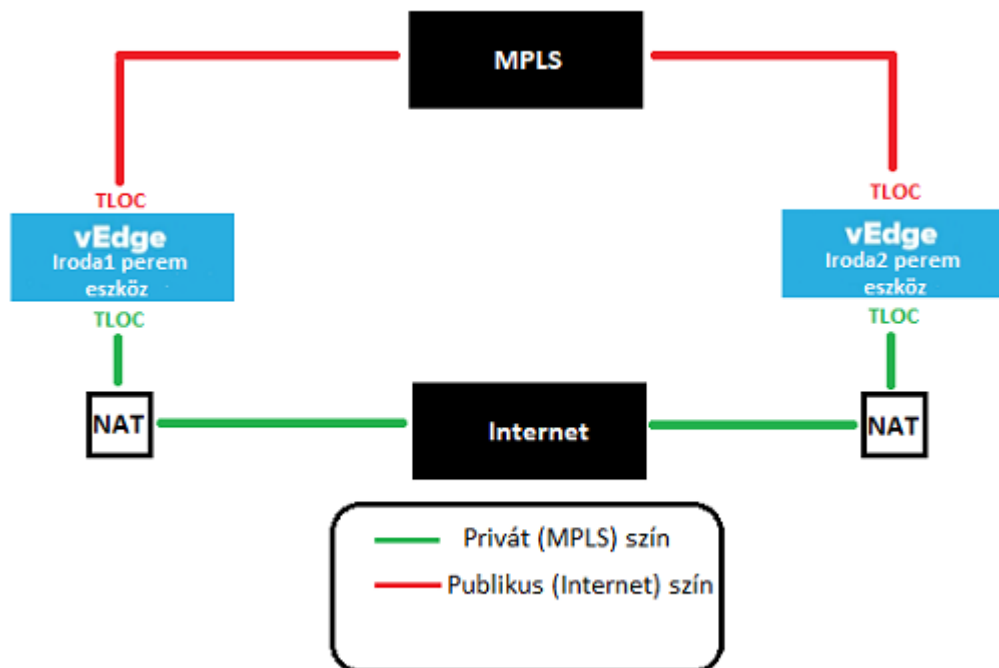 MPLS
TLOC
TLOC
vEdge
Iroda1 perem
eszköz
vEdge
Iroda2 perem
eszköz
TLOC
TLOC
NAT
Internet
NAT
Privát (MPLS) szín
Publikus (Internet) szín